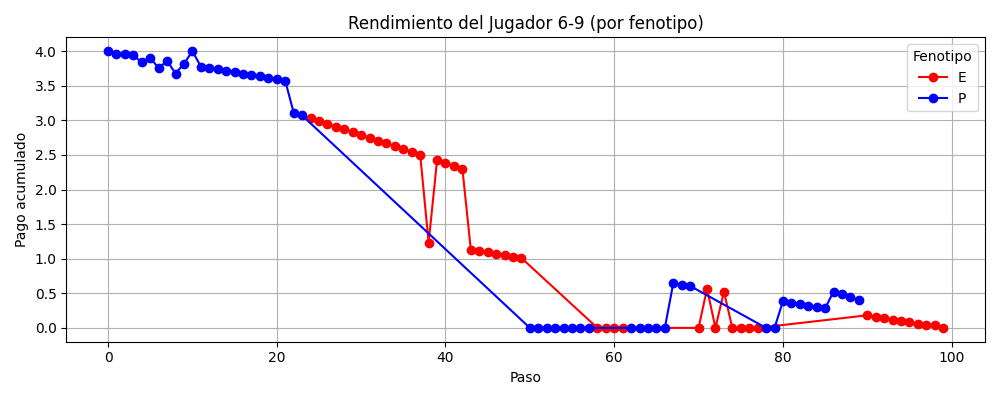 Rendimiento del Jugador 6-9 (por fenotipo)
Pago acumulado
4.0
3.5
3.0
2.5
2.0
1.5
1.0
0.5
0.0
Fenotipo
E
P
0 20 40 60 80 100
Paso